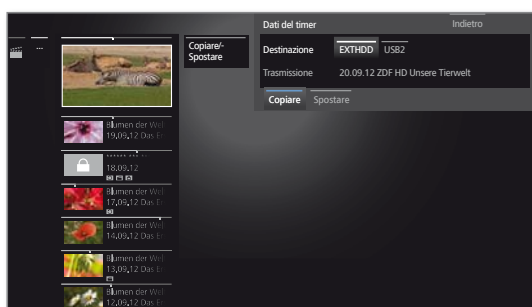 ...
Copiare/-
Spostare
Dati del timer
Indietro
Destinazione
EXTHDD USB2
Trasmissione
20.09.12 ZDF HD Unsere Tierwelt
Copiare Spostare
Blumen der Wel
19.09.12 Das E
18.09.12
Blumen der Wel
17.09.12 Das E
Blumen der Wel
14.09.12 Das E
Blumen der Wel
13.09.12 Das E
Blumen der Wel
12.09.12 Das E